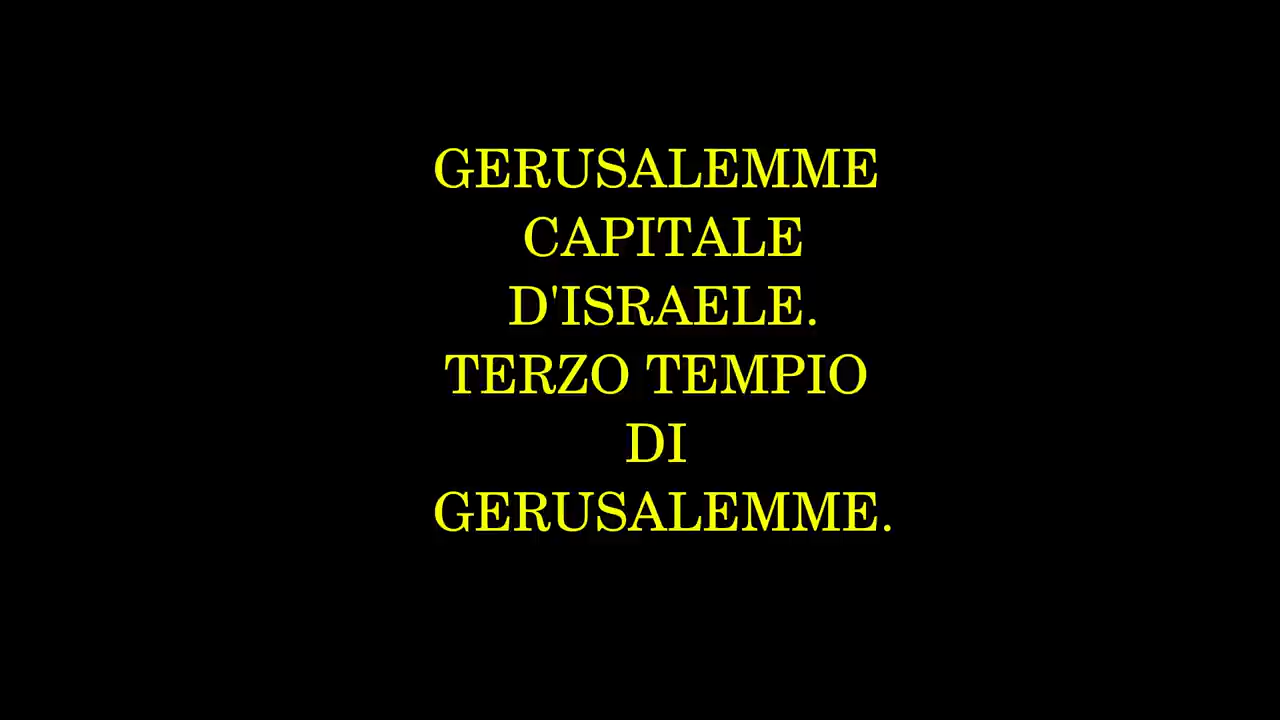 GERUSALEMME
CAPITALE
D'ISRAELE.
TERZO TEMPIO
DI
GERUSALEMME.